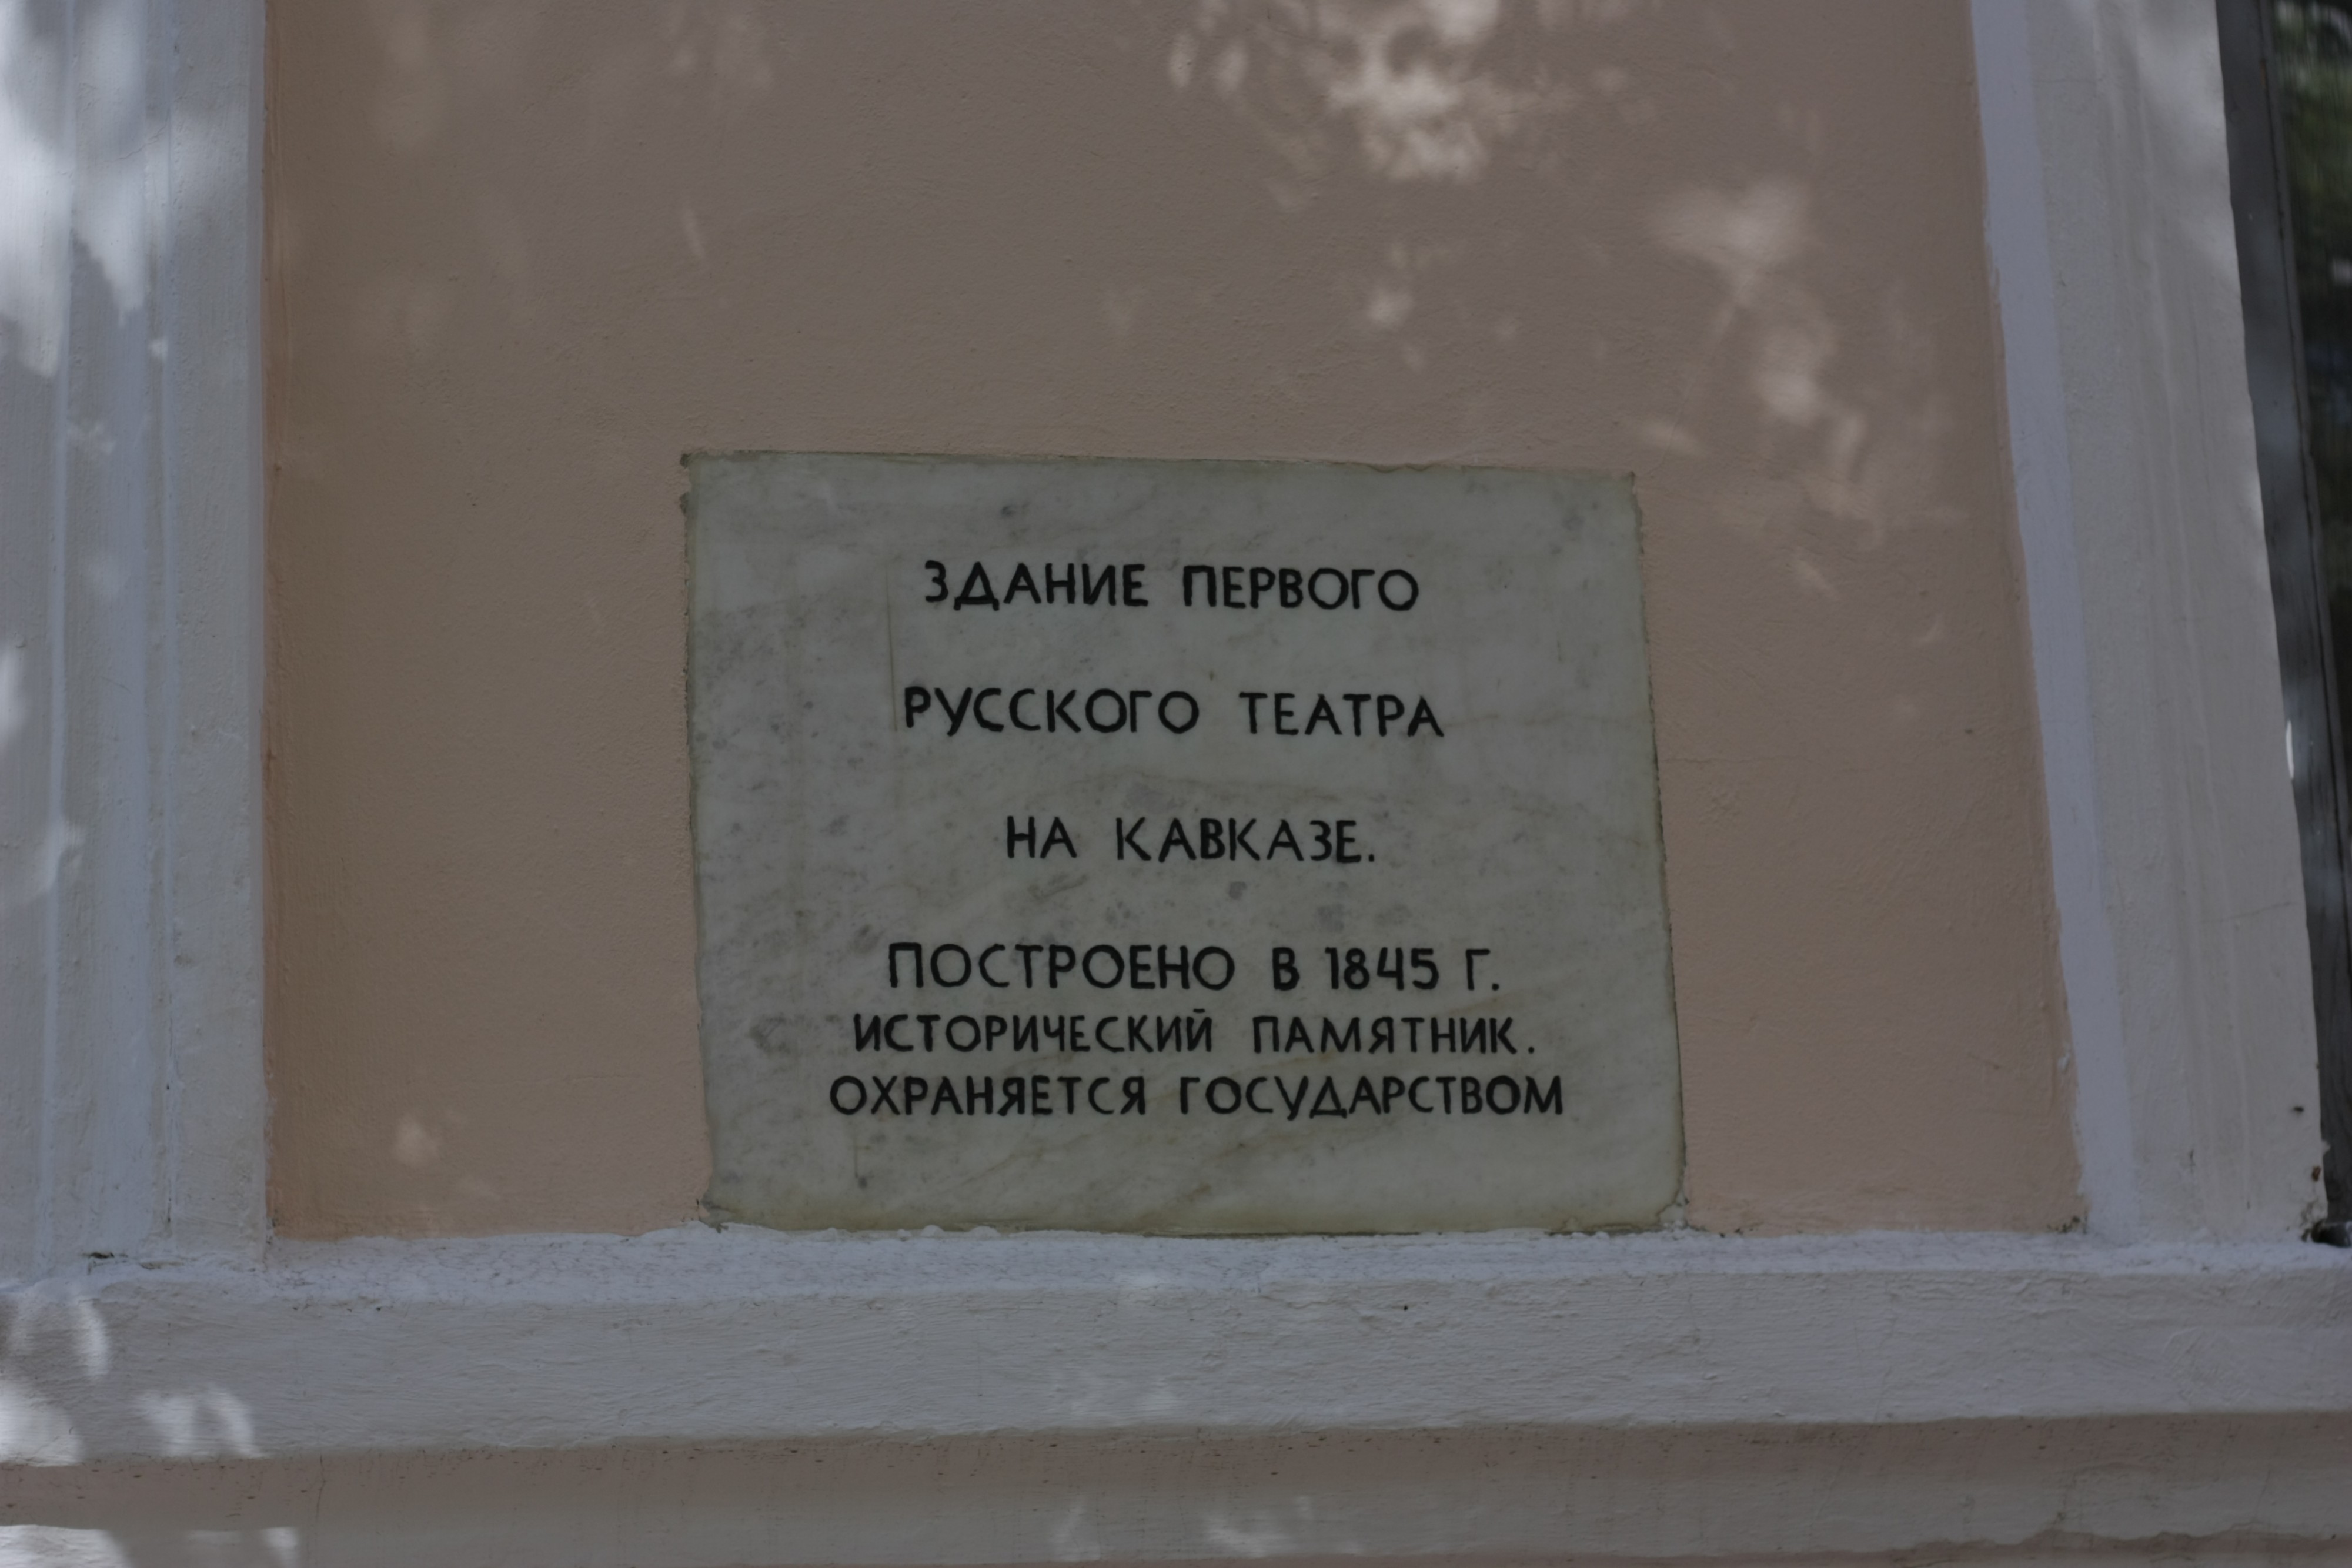 ЗДАНИЕ ПЕРВОГО
РУССКОГО ТЕАТРА
НА КАВКАЗЕ.
ПОСТРОЕНО В 1845 Г.
ИСТОРИЧЕСКИЙ ПАМЯТНИК.
ОХРАНЯЕТСЯ ГОСУДАРСТВОМ